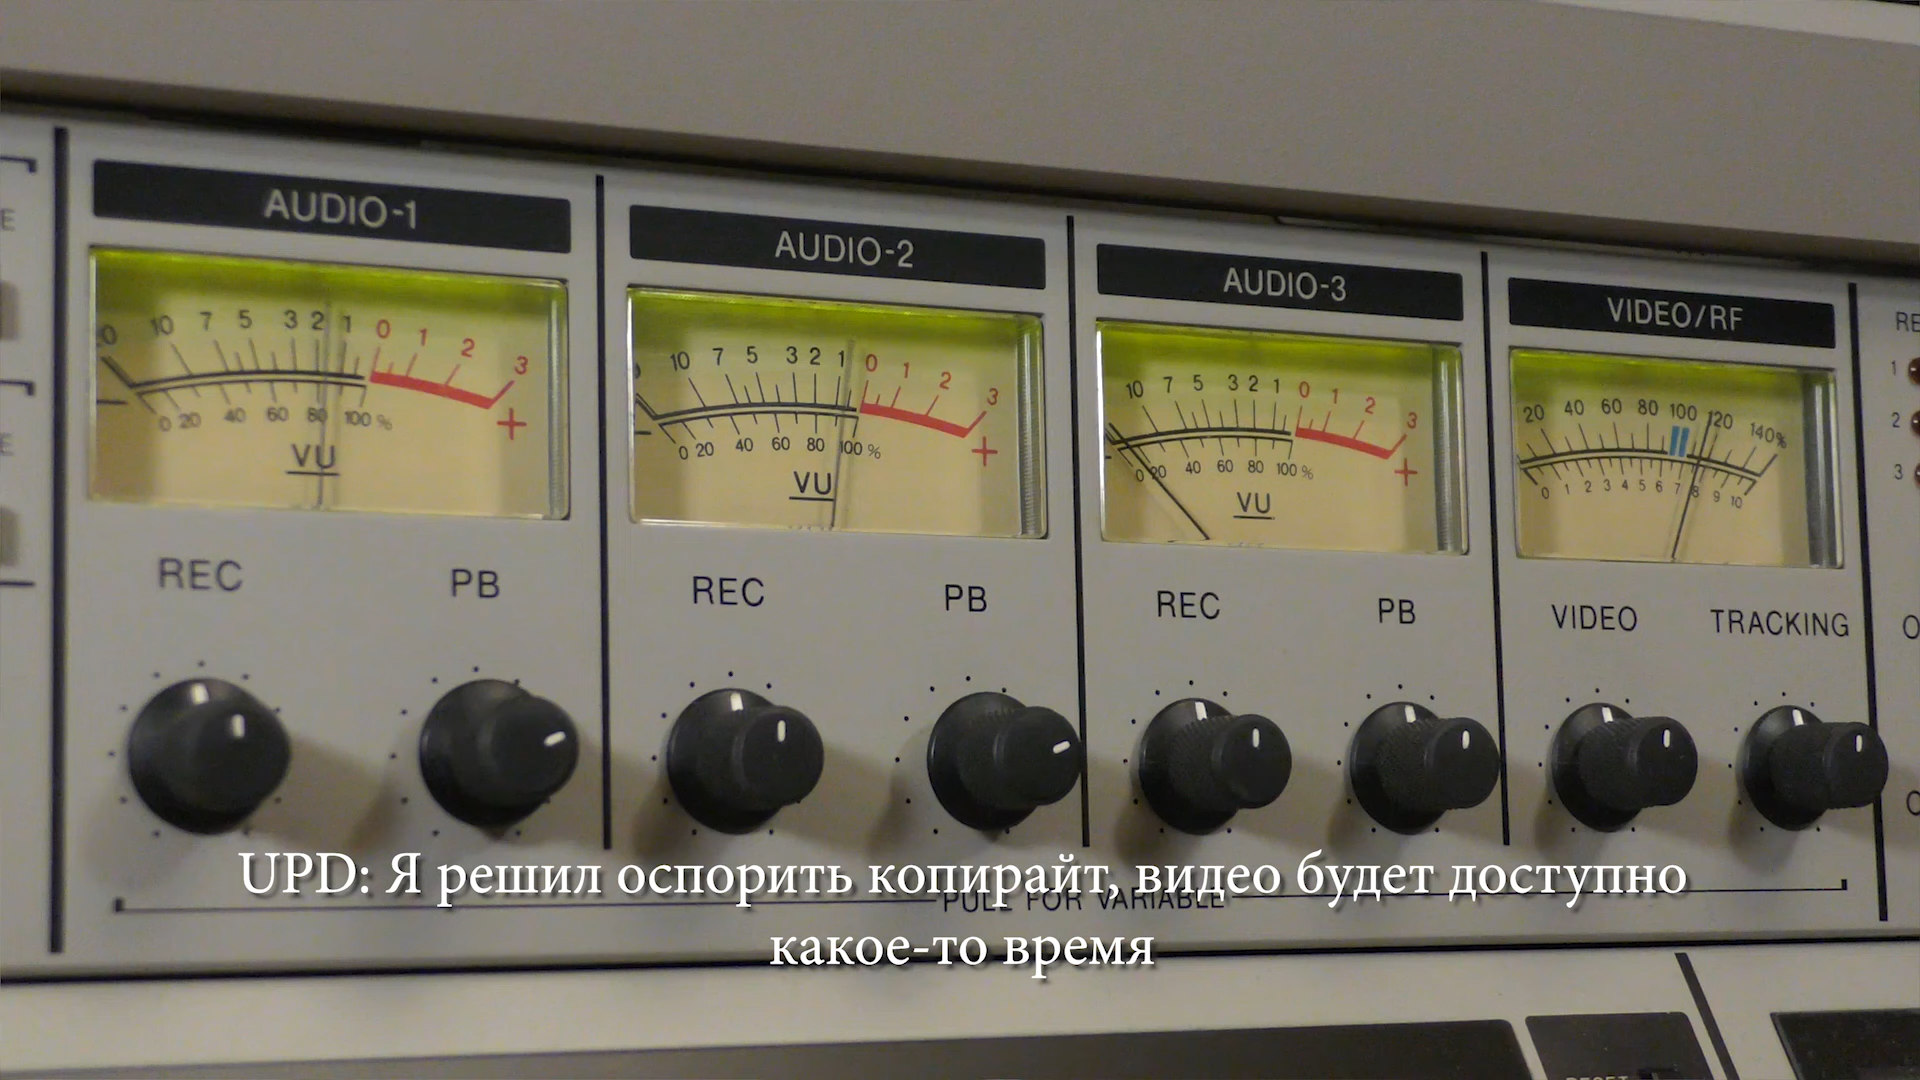 AUDIO-1
10 7 5 3 2 1 0 1 2 3
0 20 40 60 80 100 %
+
VU
REC PB
AUDIO-2
10 7 5 3 2 1 0 1 2 3
0 20 40 60 80 100 %
+
VU
REC PB
AUDIO-3
10 7 5 3 2 1 0 1 2 3
0 20 40 60 80 100 %
+
VU
REC PB
VIDEO/RF
20 40 60 80 100 120 140%
0 1 2 3 4 5 6 7 8 9 10
VIDEO TRACKING
RE
1
2
3
PULL FOR VARIABLE
UPD: Я решил оспорить копирайт, видео будет доступно
какое-то время